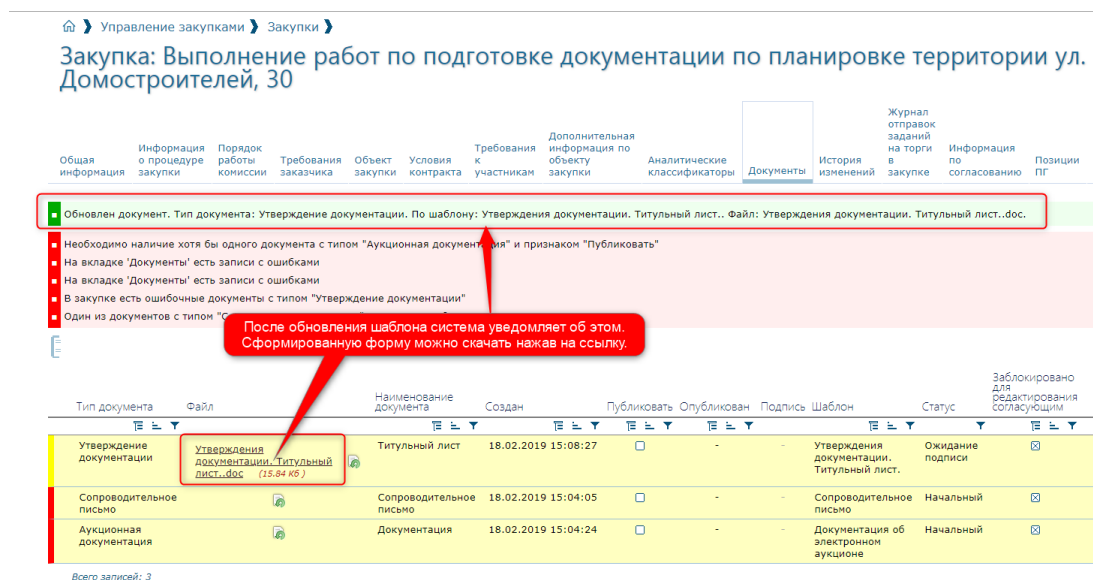 Управление закупками ❯ Закупки ❯
Закупка: Выполнение работ по подготовке документации по планировке территории ул.
Домостроителей, 30
Общая информация
Информация о процедуре закупки
Порядок работы комиссии
Требования заказчика
Объект закупки
Условия контракта
Требования к участникам
Дополнительная информация по объекту закупки
Аналитические классификаторы
Документы
История изменений
Журнал отправок заданий на торги в закупке
Информация по согласованию
Позиции ПГ
Обновлен документ. Тип документа: Утверждение документации. По шаблону: Утверждения документации. Титульный лист.. Файл: Утверждения документации. Титульный лист..doc.
Необходимо наличие хотя бы одного документа с типом "Аукционная документация" и признаком "Публиковать"
На вкладке 'Документы' есть записи с ошибками
На вкладке 'Документы' есть записи с ошибками
В закупке есть ошибочные документы с типом "Утверждение документации"
Один из документов с типом
После обновления шаблона система уведомляет об этом.
Сформированную форму можно скачать нажав на ссылку.
Тип документа
Файл
Наименование документа
Создан
Публиковать
Опубликован
Подпись
Шаблон
Статус
Заблокировано для редактирования согласующим
Утверждение документации
Утверждения документации. Титульный лист..doc (15.84 Кб )
Титульный лист
18.02.2019 15:08:27
-
-
Утверждения документации. Титульный лист.
Ожидание подписи
Сопроводительное письмо
Сопроводительное письмо
18.02.2019 15:04:05
-
-
Сопроводительное письмо
Начальный
Аукционная документация
Документация
18.02.2019 15:04:24
-
-
Документация об электронном аукционе
Начальный
Всего записей: 3